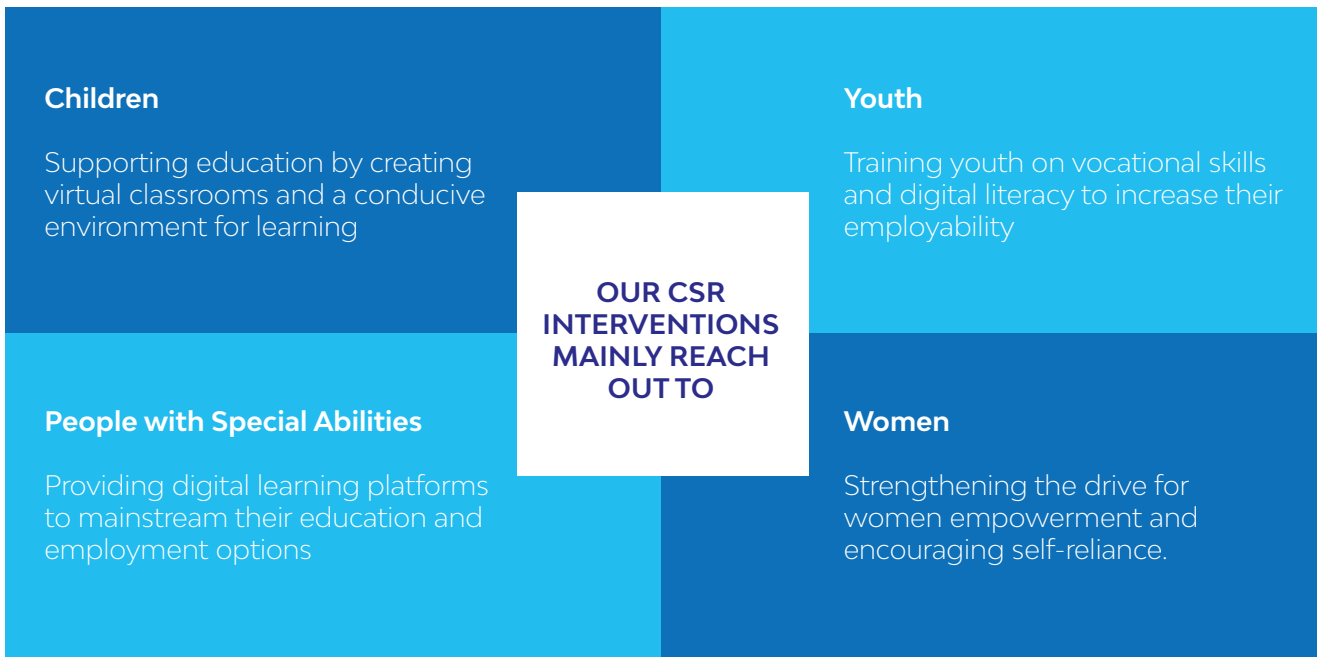 Children
Supporting education by creating
virtual classrooms and a conducive
environment for learning
Youth
Training youth on vocational skills
and digital literacy to increase their
employability
OUR CSR
INTERVENTIONS
MAINLY REACH
OUT TO
People with Special Abilities
Providing digital learning platforms
to mainstream their education and
employment options
Women
Strengthening the drive for
women empowerment and
encouraging self-reliance.